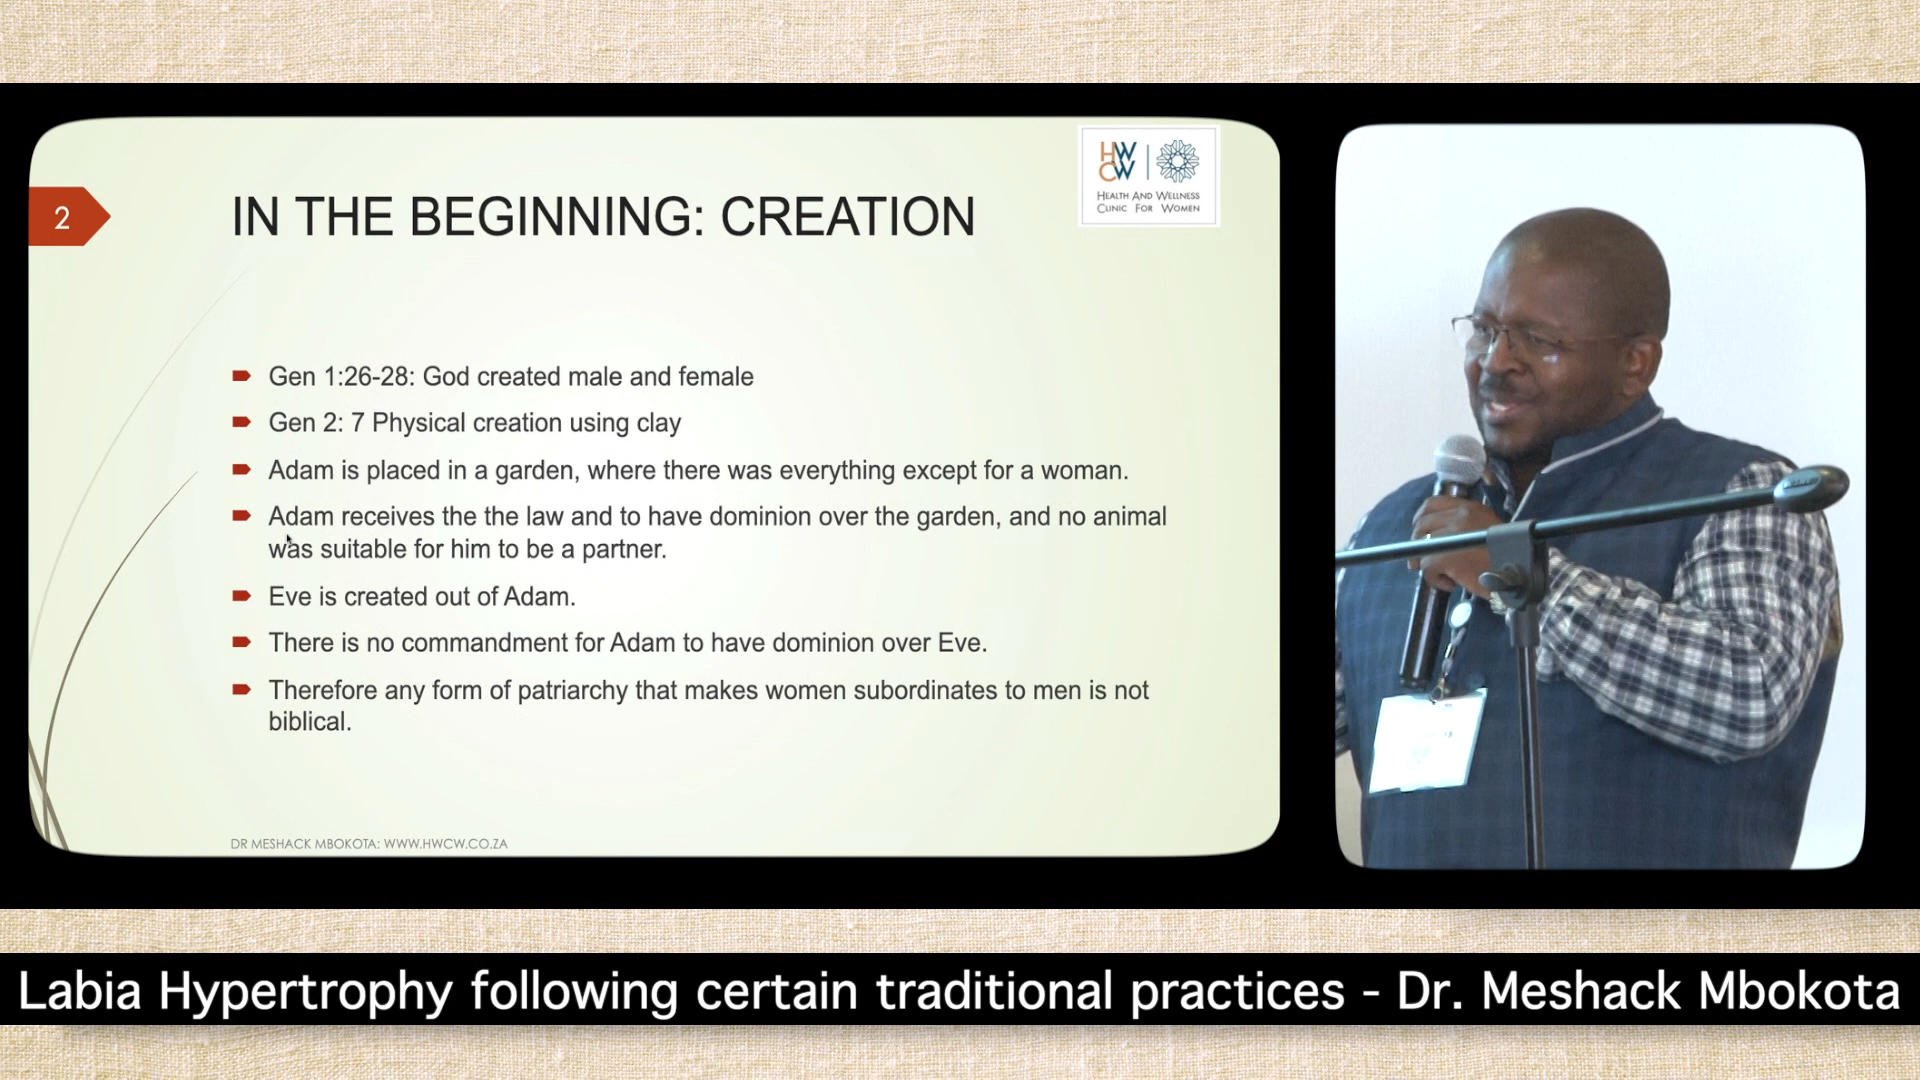 2
IN THE BEGINNING: CREATION
HW
CW
HEALTH AND WELLNESS
CLINIC FOR WOMEN
Gen 1:26-28: God created male and female
Gen 2: 7 Physical creation using clay
Adam is placed in a garden, where there was everything except for a woman.
Adam receives the the law and to have dominion over the garden, and no animal
was suitable for him to be a partner.
Eve is created out of Adam.
There is no commandment for Adam to have dominion over Eve.
Therefore any form of patriarchy that makes women subordinates to men is not
biblical.
DR MESHACK MBOKOTA: WWW.HWCW.CO.ZA
Labia Hypertrophy following certain traditional practices - Dr. Meshack Mbokota